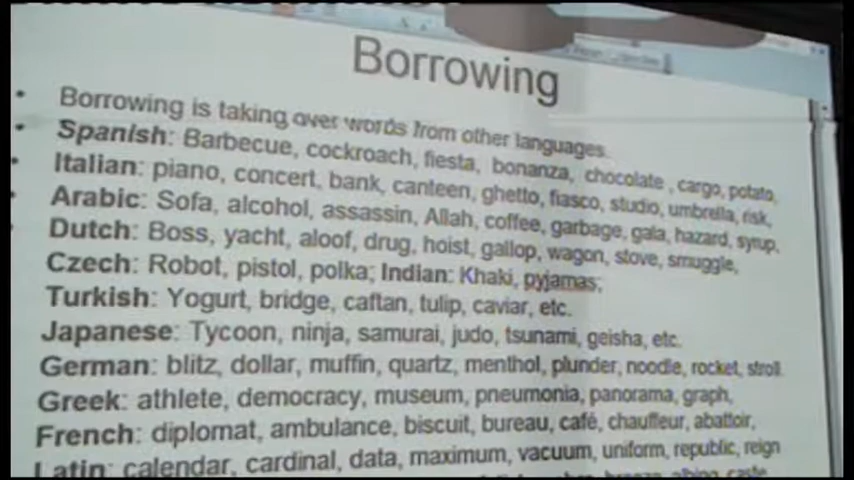 Borrowing
• Borrowing is taking over words from other languages.
• Spanish: Barbecue, cockroach, fiesta, bonanza, chocolate , cargo, potato,
• Italian: piano, concert, bank, canteen, ghetto, fiasco, studio, umbrella, risk,
• Arabic: Sofa, alcohol, assassin, Allah, coffee, garbage, gala, hazard, syrup.
Dutch: Boss, yacht, aloof, drug, hoist, gallop, wagon, stove, smuggle,
Czech: Robot, pistol, polka; Indian: Khaki, pyjamas;
Turkish: Yogurt, bridge, caftan, tulip, caviar, etc.
Japanese: Tycoon, ninja, samurai, judo, tsunami, geisha, etc.
German: blitz, dollar, muffin, quartz, menthol, plunder, noodle, rocket, stroll.
Greek: athlete, democracy, museum, pneumonia, panorama, graph,
French: diplomat, ambulance, biscuit, bureau, café, chauffeur, abattoir,
Latin: calendar, cardinal, data, maximum, vacuum, uniform, republic, reign